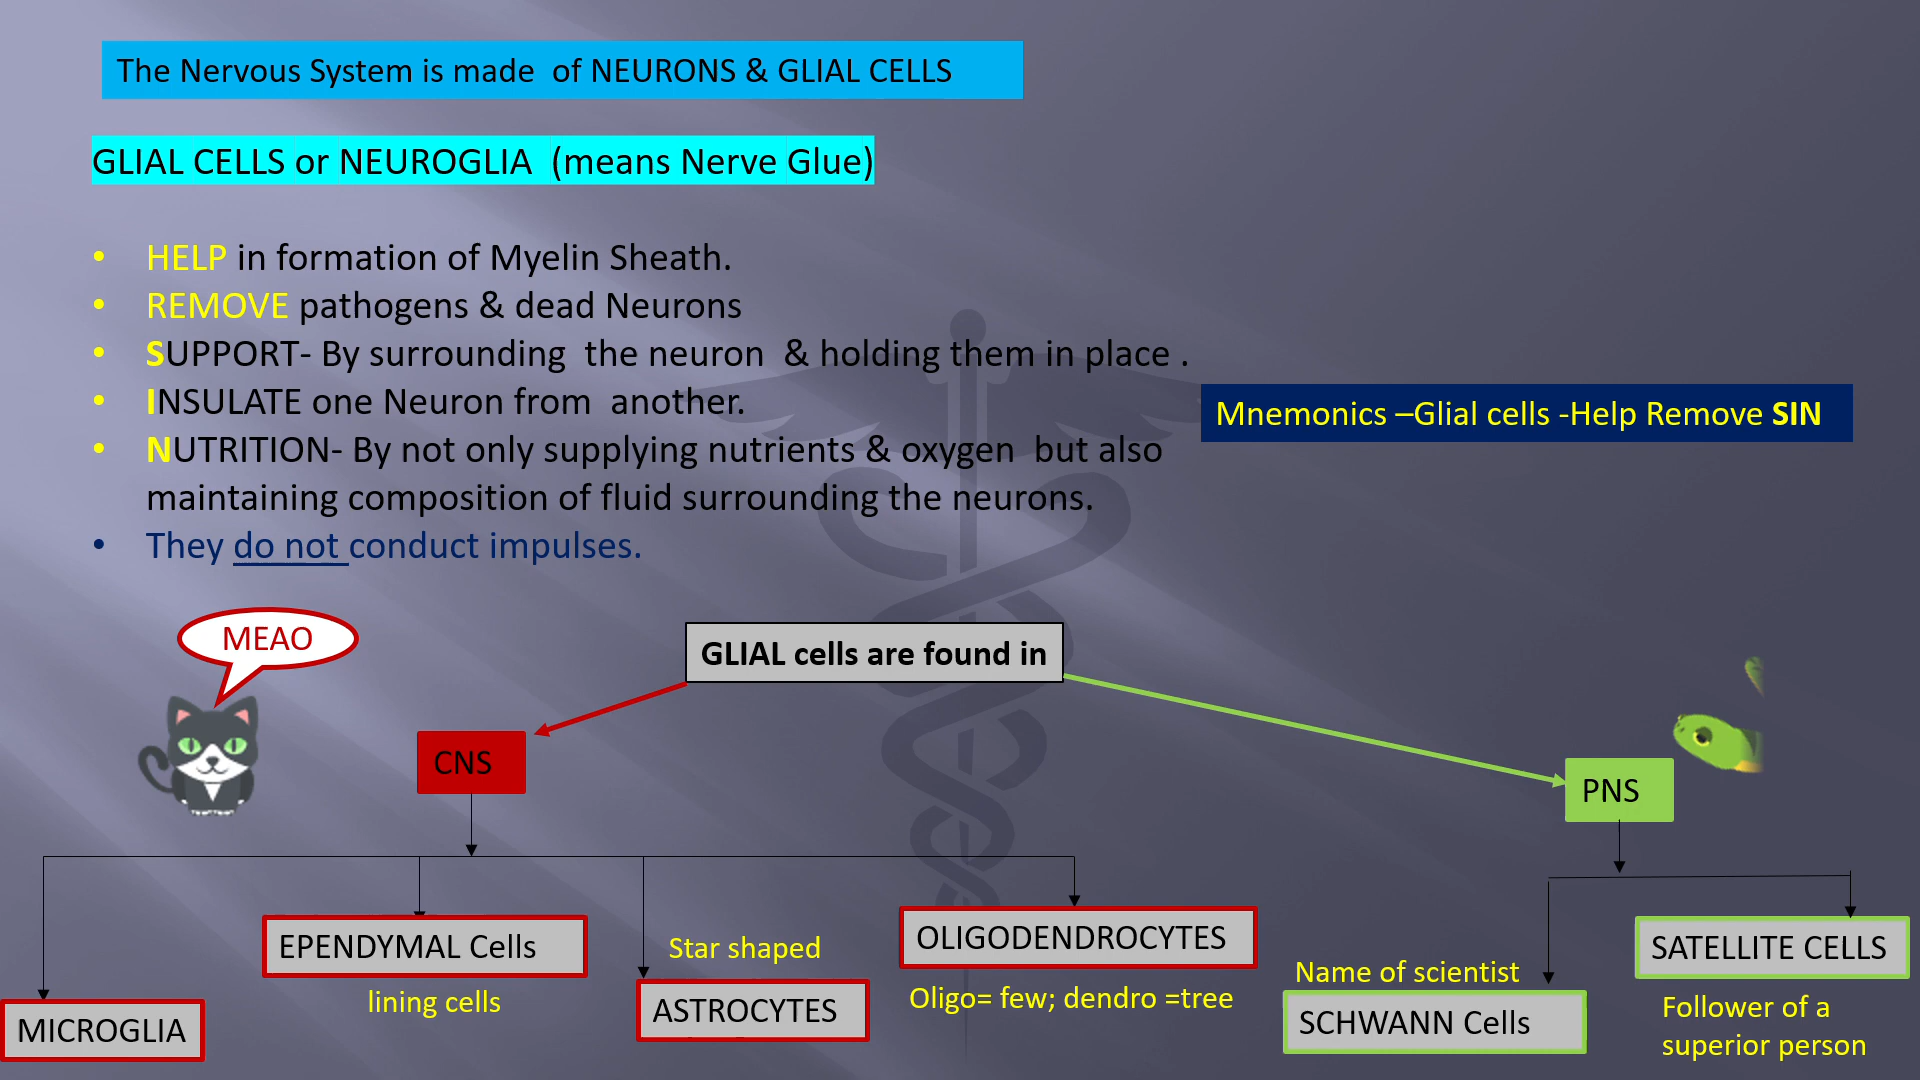 The Nervous System is made of NEURONS & GLIAL CELLS
GLIAL CELLS or NEUROGLIA (means Nerve Glue)
• HELP in formation of Myelin Sheath.
• REMOVE pathogens & dead Neurons
• SUPPORT- By surrounding the neuron & holding them in place .
• INSULATE one Neuron from another.
• NUTRITION- By not only supplying nutrients & oxygen but also
maintaining composition of fluid surrounding the neurons.
• They do not conduct impulses.
Mnemonics –Glial cells -Help Remove SIN
MEAO
GLIAL cells are found in
CNS
PNS
MICROGLIA
EPENDYMAL Cells
lining cells
Star shaped
ASTROCYTES
OLIGODENDROCYTES
Oligo= few; dendro =tree
Name of scientist
SCHWANN Cells
SATELLITE CELLS
Follower of a
superior person